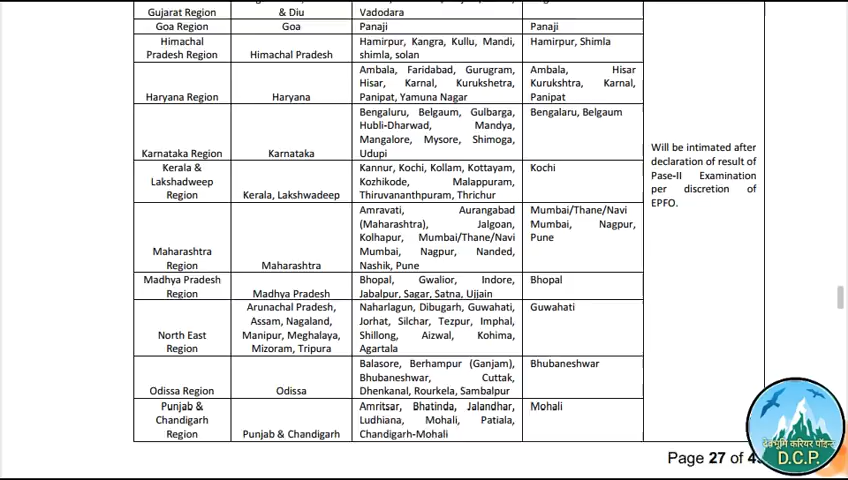 Gujarat Region & Diu Vadodara
Goa Region Goa Panaji Panaji
Himachal
Pradesh Region
Himachal Pradesh
Hamirpur, Kangra, Kullu, Mandi,
shimla, solan
Hamirpur, Shimla
Haryana Region
Haryana
Ambala, Faridabad, Gurugram,
Hisar, Karnal, Kurukshetra,
Panipat, Yamuna Nagar
Ambala, Hisar
Kurukshtra, Karnal,
Panipat
Karnataka Region
Karnataka
Bengaluru, Belgaum, Gulbarga,
Hubli-Dharwad, Mandya,
Mangalore, Mysore, Shimoga,
Udupi
Bengalaru, Belgaum
Kerala &
Lakshadweep
Region
Kerala, Lakshwadeep
Kannur, Kochi, Kollam, Kottayam,
Kozhikode, Malappuram,
Thiruvananthpuram, Thrichur
Kochi
Maharashtra
Region
Maharashtra
Amravati, Aurangabad
(Maharashtra), Jalgoan,
Kolhapur, Mumbai/Thane/Navi
Mumbai, Nagpur, Nanded,
Nashik, Pune
Mumbai/Thane/Navi
Mumbai, Nagpur,
Pune
Madhya Pradesh
Region
Madhya Pradesh
Bhopal, Gwalior, Indore,
Jabalpur, Sagar, Satna, Ujjain
Bhopal
North East
Region
Arunachal Pradesh,
Assam, Nagaland,
Manipur, Meghalaya,
Mizoram, Tripura
Naharlagun, Dibugarh, Guwahati,
Jorhat, Silchar, Tezpur, Imphal,
Shillong, Aizwal, Kohima,
Agartala
Guwahati
Odissa Region
Odissa
Balasore, Berhampur (Ganjam),
Bhubaneshwar, Cuttak,
Dhenkanal, Rourkela, Sambalpur
Bhubaneshwar
Punjab &
Chandigarh
Region
Punjab & Chandigarh
Amritsar, Bhatinda, Jalandhar,
Ludhiana, Mohali, Patiala,
Chandigarh-Mohali
Mohali
Will be intimated after
declaration of result of
Pase-II Examination
per discretion of
EPFO.
Page 27 of 4
देवभूमि करियर पॉइन्ट
D.C.P.